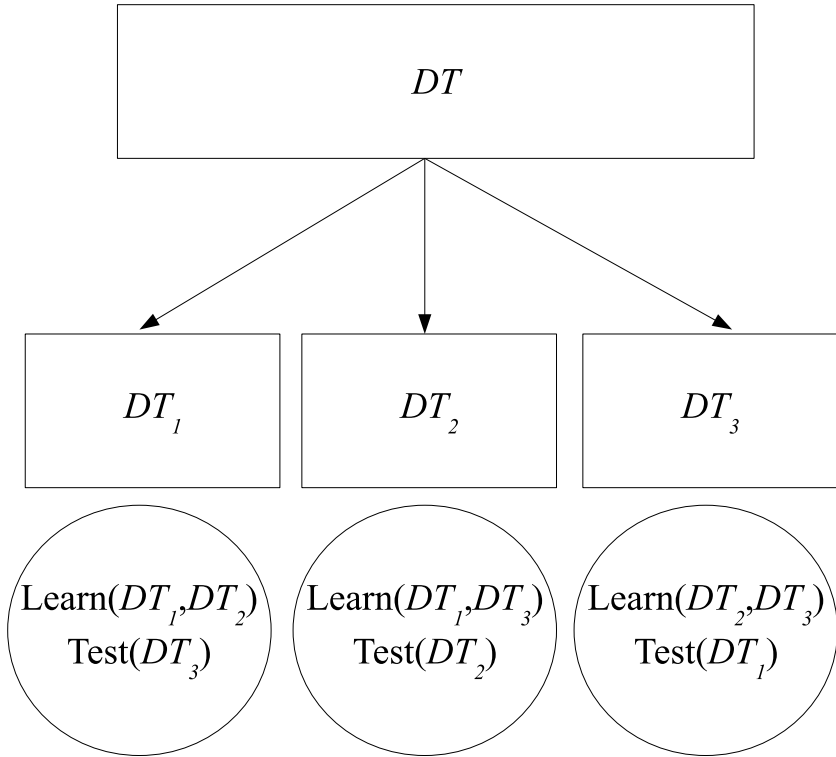 DT
DT₁
DT₂
DT₃
Learn(DT₁,DT₂)
Test(DT₃)
Learn(DT₁,DT₃)
Test(DT₂)
Learn(DT₂,DT₃)
Test(DT₁)